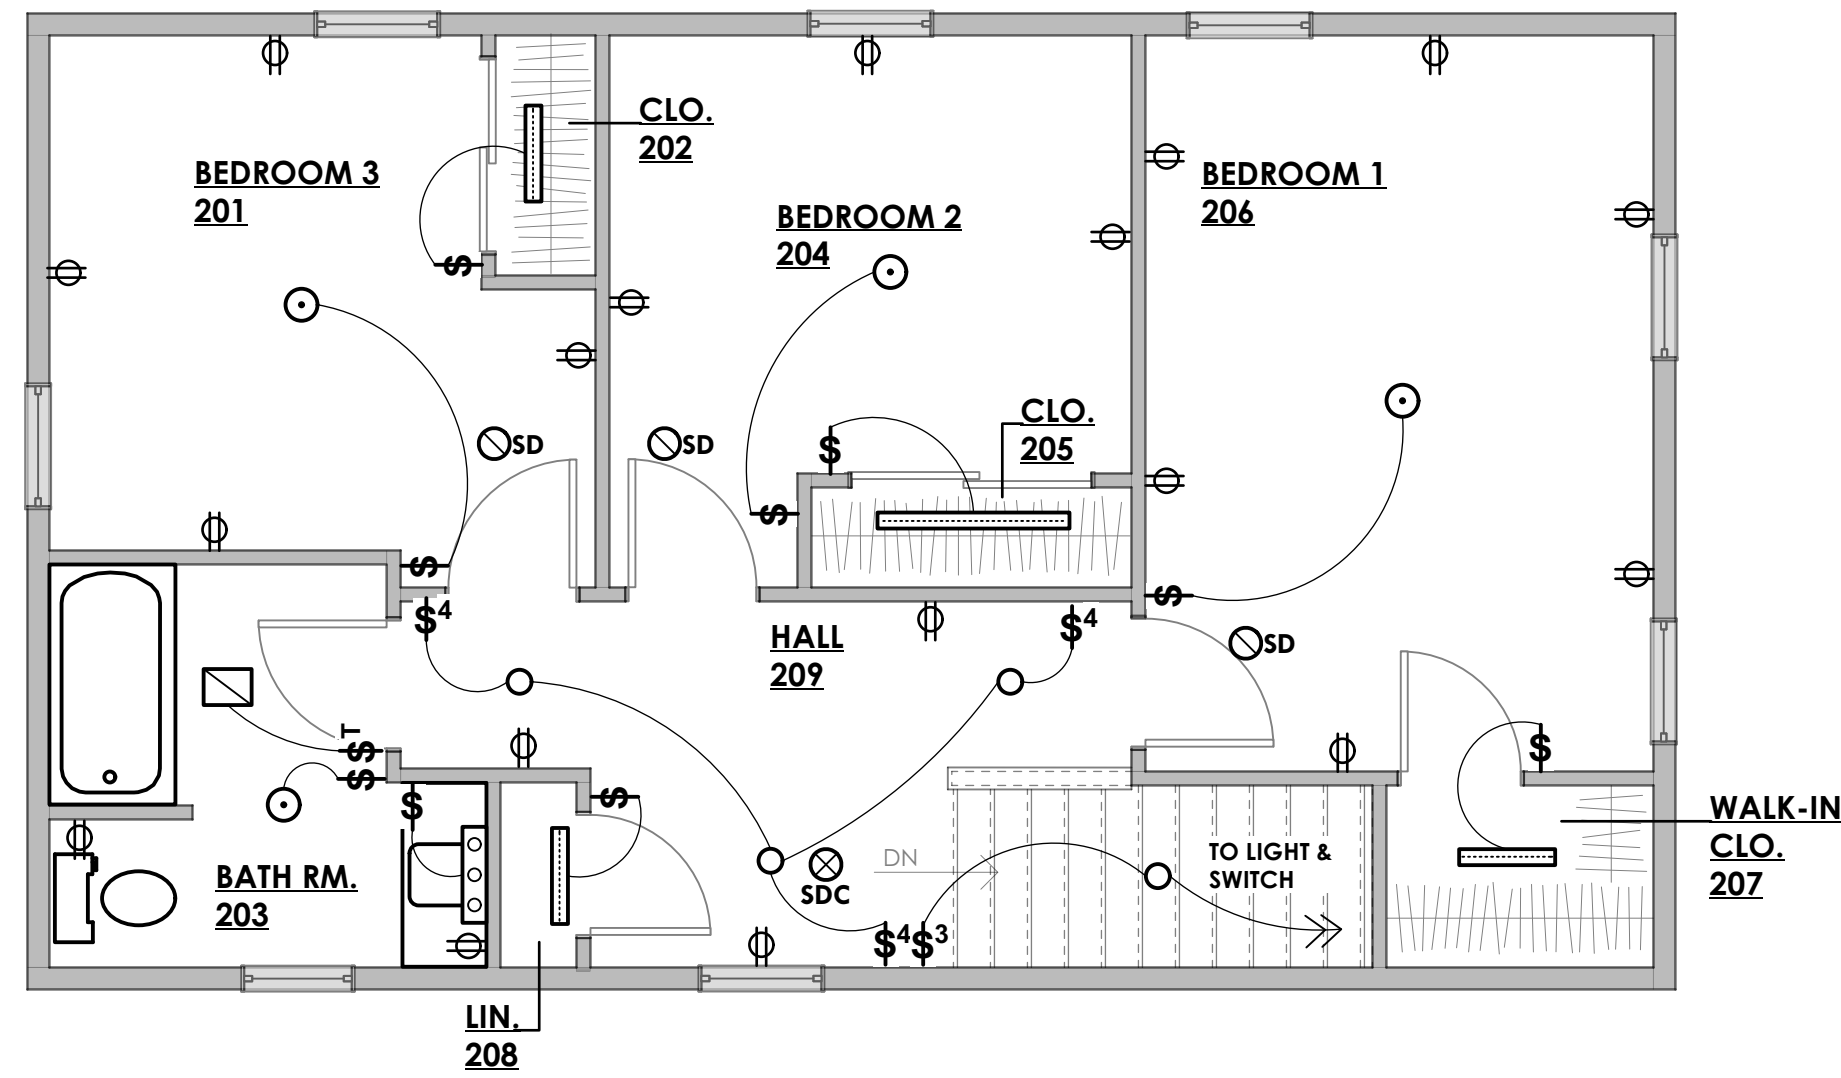 CLO.
202
BEDROOM 3
201
BEDROOM 1
206
BEDROOM 2
204
$
CLO.
205
SD
SD
$
$
$
$
$4
$4
HALL
209
SD
T
$$
$$
$
$
$
WALK-IN
CLO.
207
DN
TO LIGHT &
SWITCH
BATH RM.
203
SDC
$4$3
LIN.
208